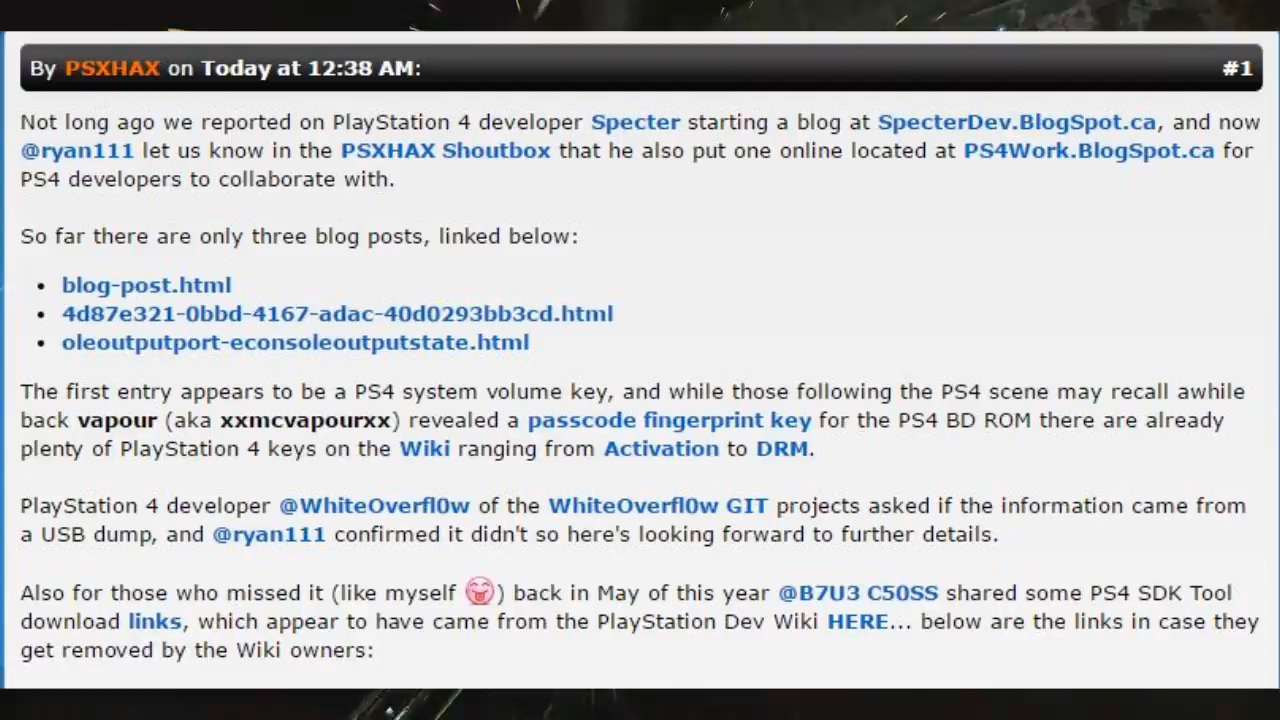 By PSXHAX on Today at 12:38 AM: #1
Not long ago we reported on PlayStation 4 developer Specter starting a blog at SpecterDev.BlogSpot.ca, and now
@ryan111 let us know in the PSXHAX Shoutbox that he also put one online located at PS4Work.BlogSpot.ca for
PS4 developers to collaborate with.
So far there are only three blog posts, linked below:
• blog-post.html
• 4d87e321-0bbd-4167-adac-40d0293bb3cd.html
• oleoutputport-econsoleoutputstate.html
The first entry appears to be a PS4 system volume key, and while those following the PS4 scene may recall awhile
back vapour (aka xxmcvapourxx) revealed a passcode fingerprint key for the PS4 BD ROM there are already
plenty of PlayStation 4 keys on the Wiki ranging from Activation to DRM.
PlayStation 4 developer @WhiteOverfl0w of the WhiteOverfl0w GIT projects asked if the information came from
a USB dump, and @ryan111 confirmed it didn't so here's looking forward to further details.
Also for those who missed it (like myself ) back in May of this year @B7U3 C50SS shared some PS4 SDK Tool
download links, which appear to have came from the PlayStation Dev Wiki HERE... below are the links in case they
get removed by the Wiki owners: